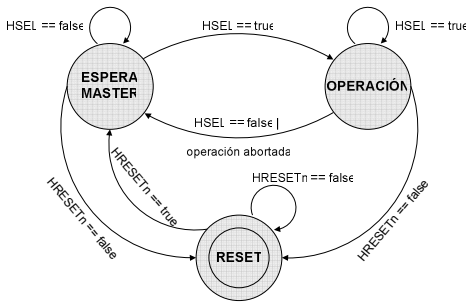 HSEL == false
HSEL == true
HSEL == true
ESPERA
MASTER
OPERACIÓN
HSEL == false |
operación abortada
HRESETn == true
HRESETn == false
HRESETn == false
HRESETn == false
RESET